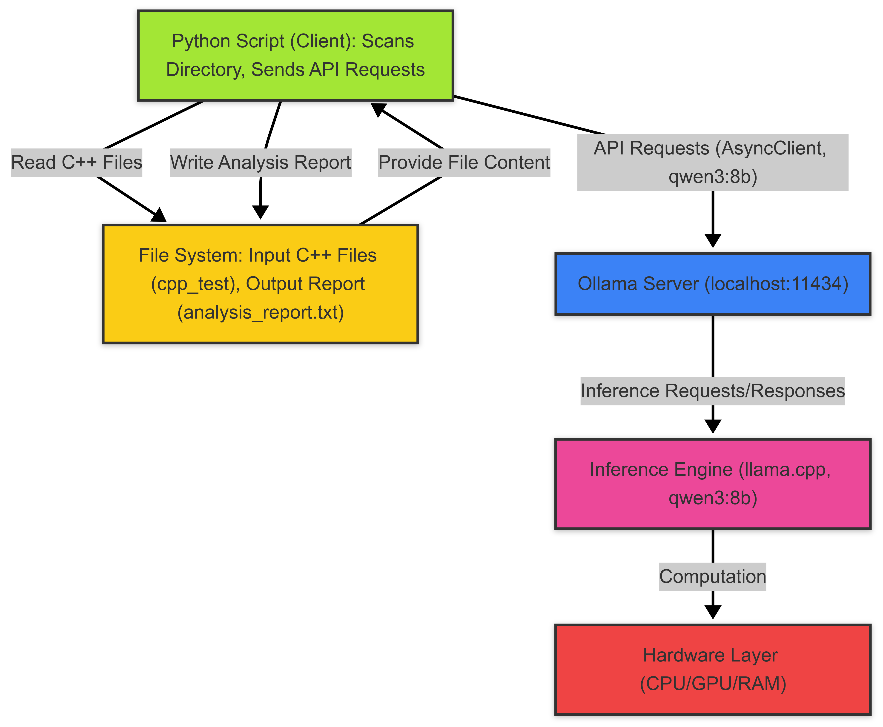 Python Script (Client): Scans
Directory, Sends API Requests
Read C++ Files
Write Analysis Report
Provide File Content
API Requests (AsyncClient,
qwen3:8b)
File System: Input C++ Files
(cpp_test), Output Report
(analysis_report.txt)
Ollama Server (localhost:11434)
Inference Requests/Responses
Inference Engine (llama.cpp,
qwen3:8b)
Computation
Hardware Layer
(CPU/GPU/RAM)